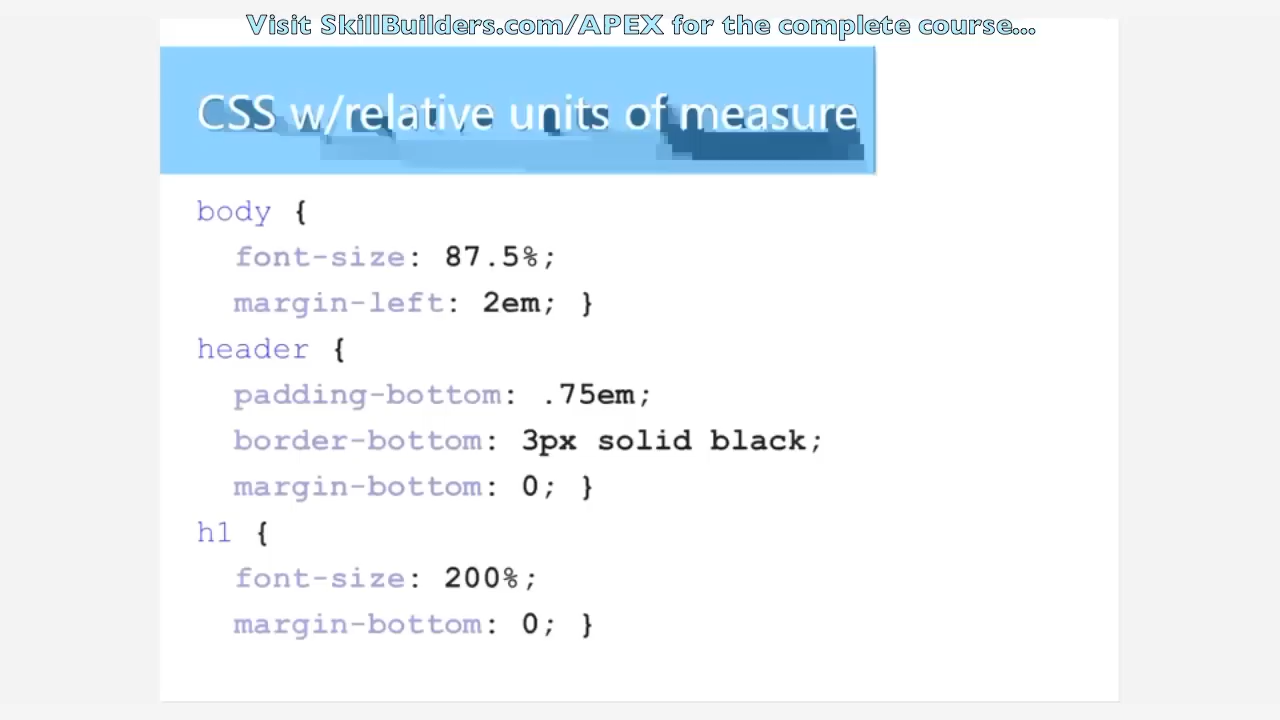 Visit SkillBuilders.com/APEX for the complete course...
CSS w/relative units of measure
body {
font-size: 87.5%;
margin-left: 2em; }
header {
padding-bottom: .75em;
border-bottom: 3px solid black;
margin-bottom: 0; }
h1 {
font-size: 200%;
margin-bottom: 0; }